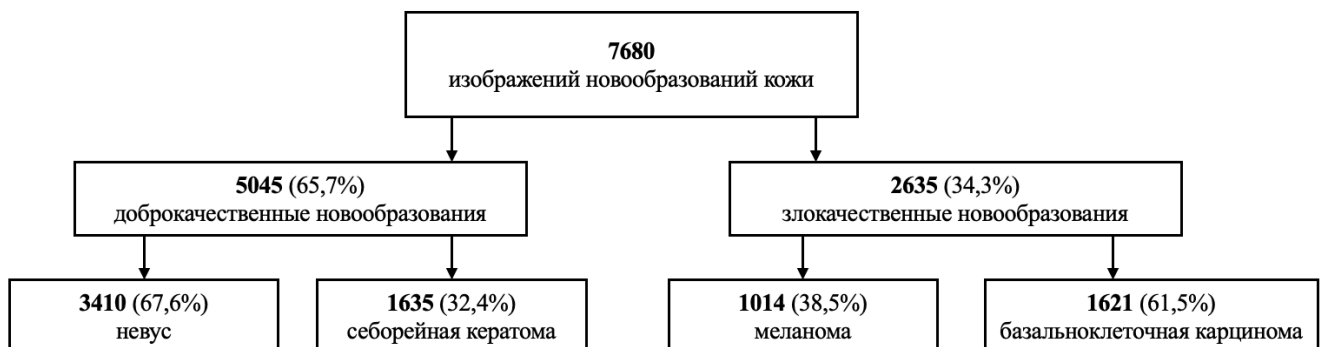 7680
изображений новообразований кожи
5045 (65,7%)
доброкачественные новообразования
2635 (34,3%)
злокачественные новообразования
3410 (67,6%)
невус
1635 (32,4%)
себорейная кератома
1014 (38,5%)
меланома
1621 (61,5%)
базальноклеточная карцинома